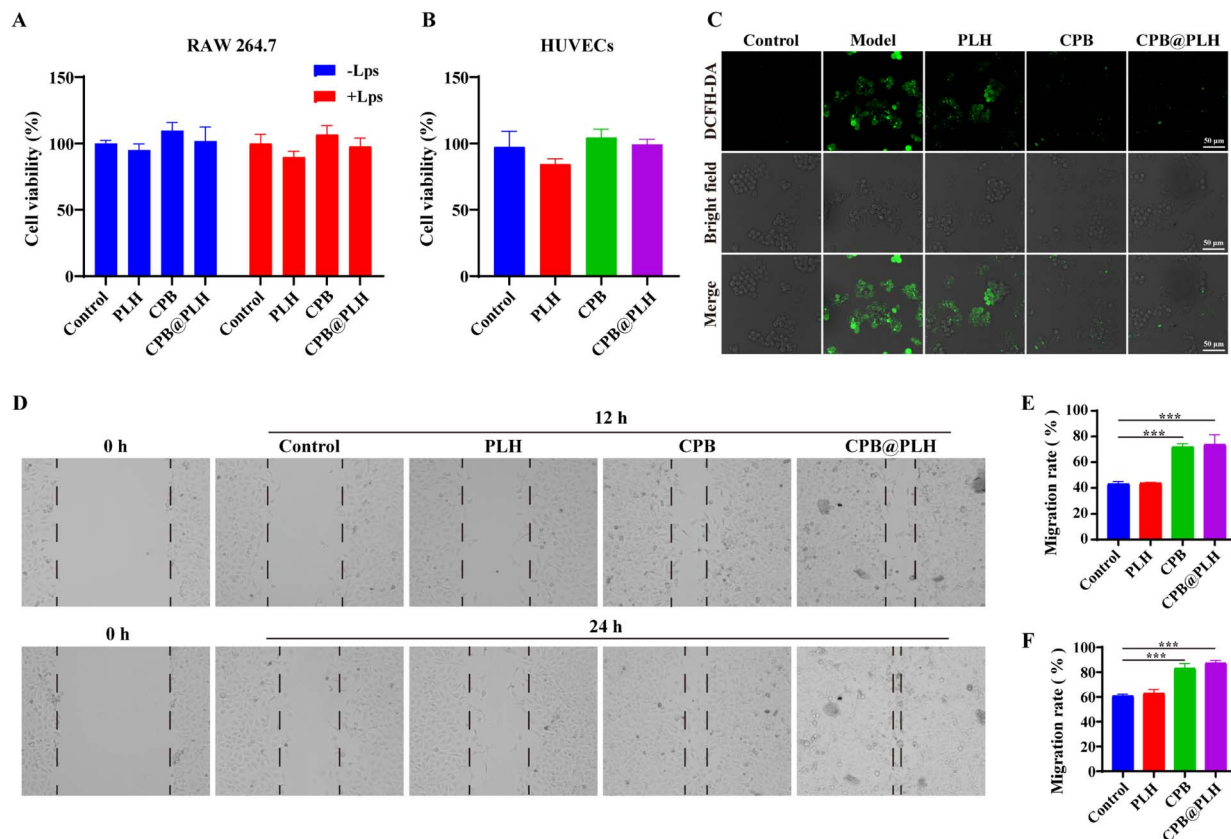 A
RAW 264.7
Cell viability (%)
150
100
50
0
-Lps
+Lps
Control
PLH
CPB
CPB@PLH
Control
PLH
CPB
CPB@PLH
B
HUVECs
Cell viability (%)
150
100
50
0
Control
PLH
CPB
CPB@PLH
C
Control Model PLH CPB CPB@PLH
DCFH-DA
50 μm
Bright field
50 μm
Merge
50 μm
D
12 h
0 h Control PLH CPB CPB@PLH
0 h 24 h
E
Migration rate ( % )
100
80
60
40
20
0
***
***
Control
PLH
CPB
CPB@PLH
F
Migration rate ( % )
100
80
60
40
20
0
***
***
Control
PLH
CPB
CPB@PLH